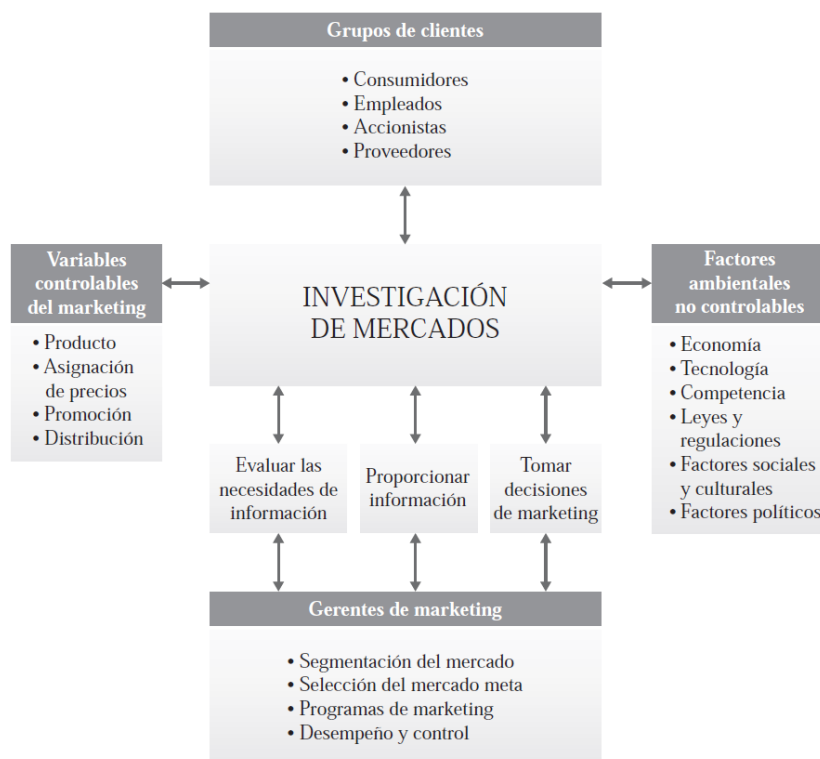 Grupos de clientes
• Consumidores
• Empleados
• Accionistas
• Proveedores
Variables
controlables
del marketing
• Producto
• Asignación
de precios
• Promoción
• Distribución
INVESTIGACIÓN
DE MERCADOS
Factores
ambientales
no controlables
• Economía
• Tecnología
• Competencia
• Leyes y
regulaciones
• Factores sociales
y culturales
• Factores políticos
Evaluar las
necesidades de
información
Proporcionar
información
Tomar
decisiones
de marketing
Gerentes de marketing
• Segmentación del mercado
• Selección del mercado meta
• Programas de marketing
• Desempeño y control